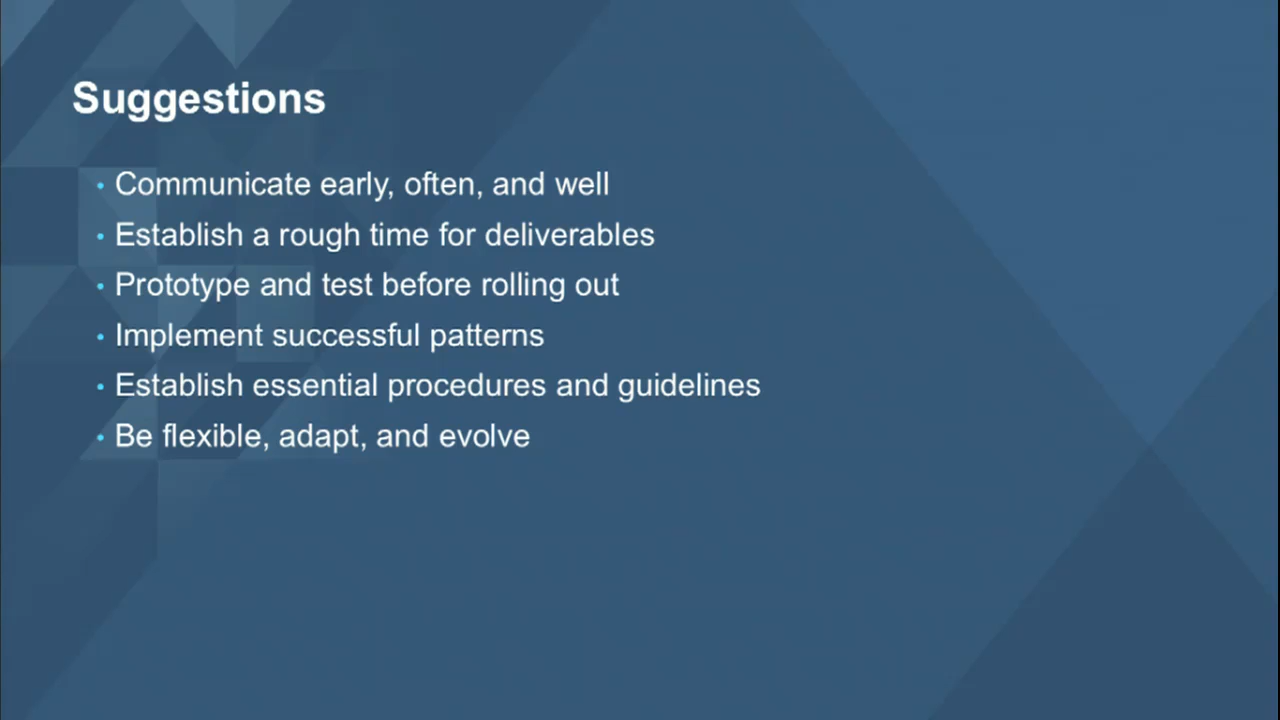 Suggestions
• Communicate early, often, and well
• Establish a rough time for deliverables
• Prototype and test before rolling out
• Implement successful patterns
• Establish essential procedures and guidelines
• Be flexible, adapt, and evolve